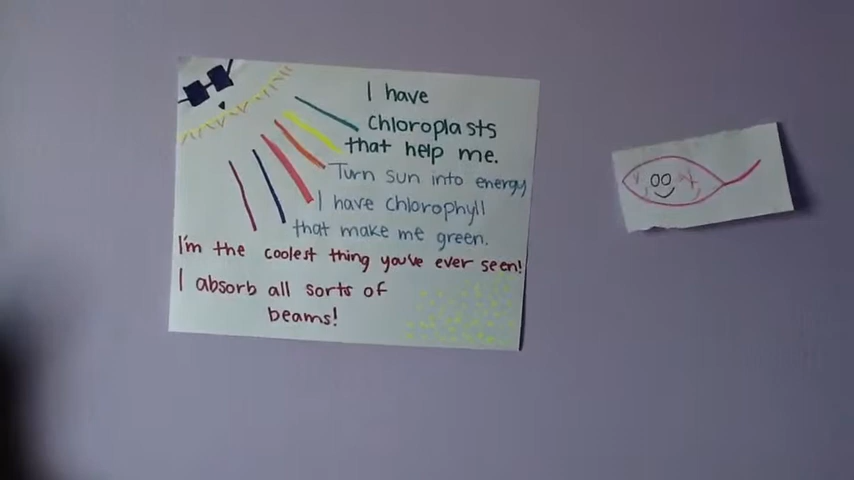 I have
Chloroplasts
that help me.
Turn sun into energy
I have chlorophyll
that make me green.
I'm the coolest thing you've ever seen!
I absorb all sorts of
beams!